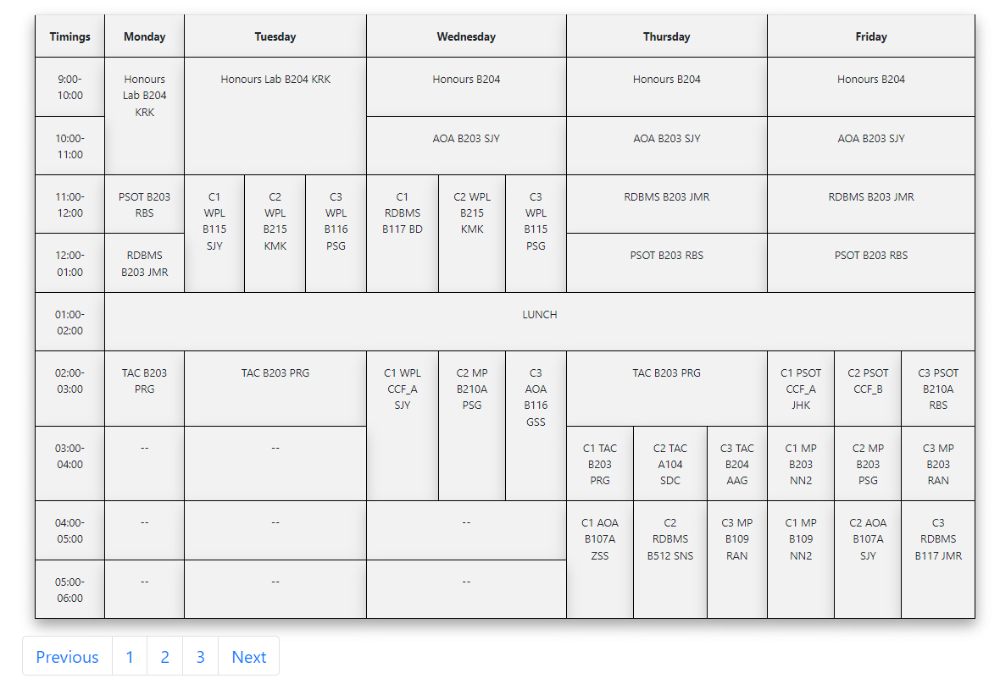 Timings Monday Tuesday Wednesday Thursday Friday
9:00-
10:00
Honours
Lab B204
KRK
Honours Lab B204 KRK
Honours B204
Honours B204
Honours B204
10:00-
11:00
AOA B203 SJY
AOA B203 SJY
AOA B203 SJY
11:00-
12:00
PSOT B203
RBS
C1
WPL
B115
SJY
C2
WPL
B215
KMK
C3
WPL
B116
PSG
C1
RDBMS
B117 BD
C2 WPL
B215
KMK
C3
WPL
B115
PSG
RDBMS B203 JMR
RDBMS B203 JMR
12:00-
01:00
RDBMS
B203 JMR
PSOT B203 RBS
PSOT B203 RBS
01:00-
02:00
LUNCH
02:00-
03:00
TAC B203
PRG
TAC B203 PRG
C1 WPL
CCF_A
SJY
C2 MP
B210A
PSG
C3
AOA
B116
GSS
TAC B203 PRG
C1 PSOT
CCF_A
JHK
C2 PSOT
CCF_B
C3 PSOT
B210A
RBS
03:00-
04:00
--
--
C1 TAC
B203
PRG
C2 TAC
A104
SDC
C3 TAC
B204
AAG
C1 MP
B203
NN2
C2 MP
B203
PSG
C3 MP
B203
RAN
04:00-
05:00
--
--
--
C1 AOA
B107A
ZSS
C2
RDBMS
B512 SNS
C3 MP
B109
RAN
C1 MP
B109
NN2
C2 AOA
B107A
SJY
C3
RDBMS
B117 JMR
05:00-
06:00
--
--
--
Previous 1 2 3 Next